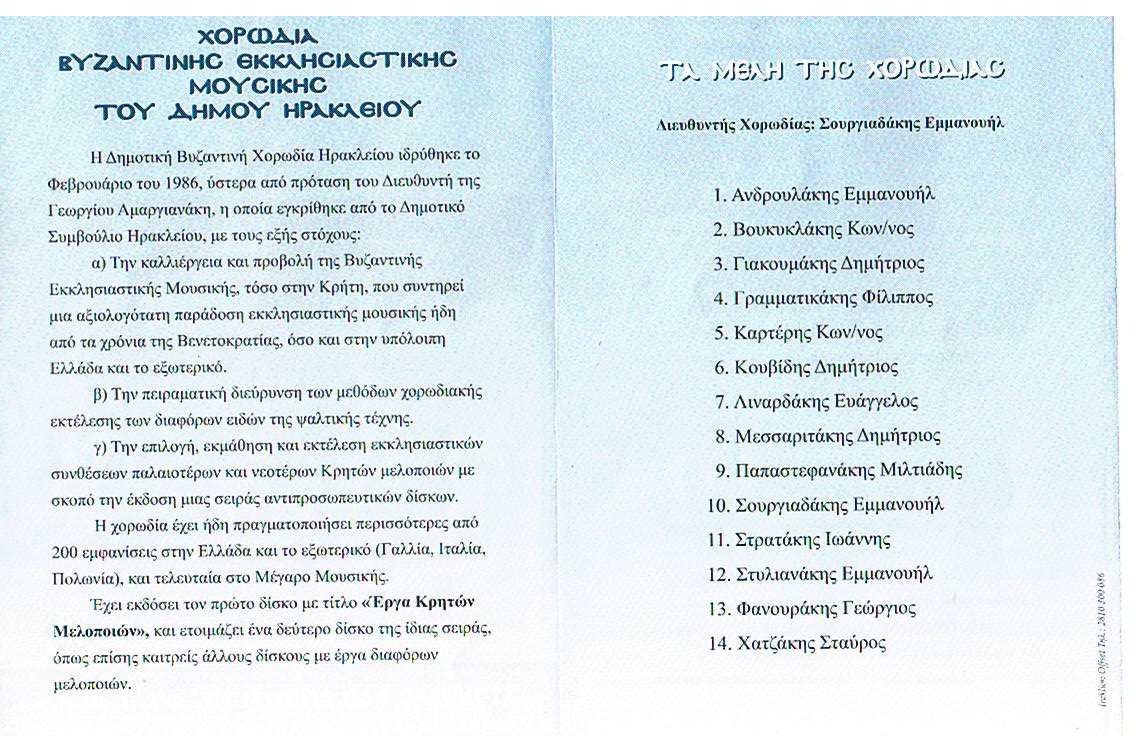 ΧΟΡΩΔΙΑ
ΒΥΖΑΝΤΙΝΗC ΕΚΚΛΗCΙΑCΤΙΚΗC
ΜΟΥCΙΚΗC
ΤΟΥ ΔΗΜΟΥ ΗΡΑΚΛΕΙΟΥ
Η Δημοτική Βυζαντινή Χορωδία Ηρακλείου ιδρύθηκε το
Φεβρουάριο του 1986, ύστερα από πρόταση του Διευθυντή της
Γεωργίου Αμαργιανάκη, η οποία εγκρίθηκε από το Δημοτικό
Συμβούλιο Ηρακλείου, με τους εξής στόχους:
α) Την καλλιέργεια και προβολή της Βυζαντινής
Εκκλησιαστικής Μουσικής, τόσο στην Κρήτη, που συντηρεί
μια αξιολογότατη παράδοση εκκλησιαστικής μουσικής ήδη
από τα χρόνια της Βενετοκρατίας, όσο και στην υπόλοιπη
Ελλάδα και το εξωτερικό.
β) Την πειραματική διεύρυνση των μεθόδων χορωδιακής
εκτέλεσης των διαφόρων ειδών της ψαλτικής τέχνης.
γ) Την επιλογή, εκμάθηση και εκτέλεση εκκλησιαστικών
συνθέσεων παλαιοτέρων και νεοτέρων Κρητών μελοποιών με
σκοπό την έκδοση μιας σειράς αντιπροσωπευτικών δίσκων.
Η χορωδία έχει ήδη πραγματοποιήσει περισσότερες από
200 εμφανίσεις στην Ελλάδα και το εξωτερικό (Γαλλία, Ιταλία,
Πολωνία), και τελευταία στο Μέγαρο Μουσικής.
Έχει εκδόσει τον πρώτο δίσκο με τίτλο «Έργα Κρητών
Μελοποιών», και ετοιμάζει ένα δεύτερο δίσκο της ίδιας σειράς,
όπως επίσης καιτρείς άλλους δίσκους με έργα διαφόρων
μελοποιών.
ΤΑ ΜΕΛΗ ΤΗC ΧΟΡΩΔΙΑC
Διευθυντής Χορωδίας: Σουργιαδάκης Εμμανουήλ
1. Ανδρουλάκης Εμμανουήλ
2. Βουκυκλάκης Κων/νος
3. Γιακουμάκης Δημήτριος
4. Γραμματικάκης Φίλιππος
5. Καρτέρης Κων/νος
6. Κουβίδης Δημήτριος
7. Λιναρδάκης Ευάγγελος
8. Μεσσαριτάκης Δημήτριος
9. Παπαστεφανάκης Μιλτιάδης
10. Σουργιαδάκης Εμμανουήλ
11. Στρατάκης Ιωάννης
12. Στυλιανάκης Εμμανουήλ
13. Φανουράκης Γεώργιος
14. Χατζάκης Σταύρος
Offset Τηλ.: 2810 300 086